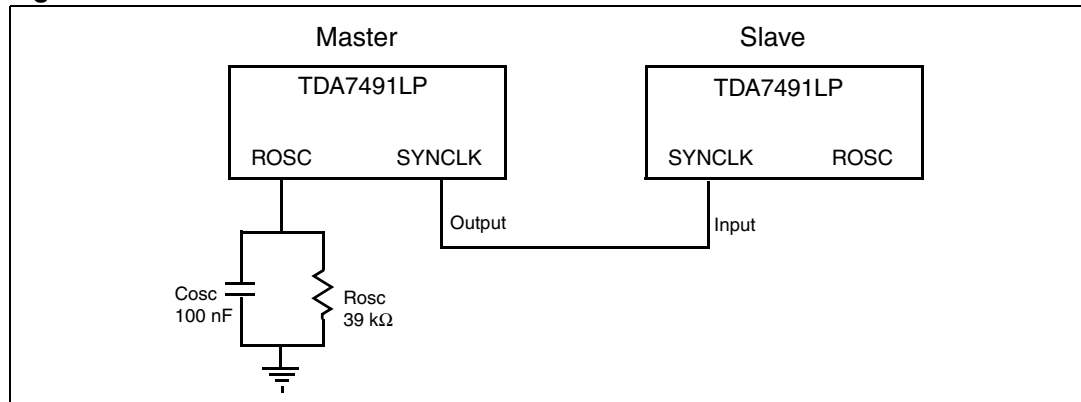 Master
Slave
TDA7491LP
TDA7491LP
ROSC
SYNCLK
SYNCLK
ROSC
Output
Input
Cosc
100 nF
Rosc
39 kΩ